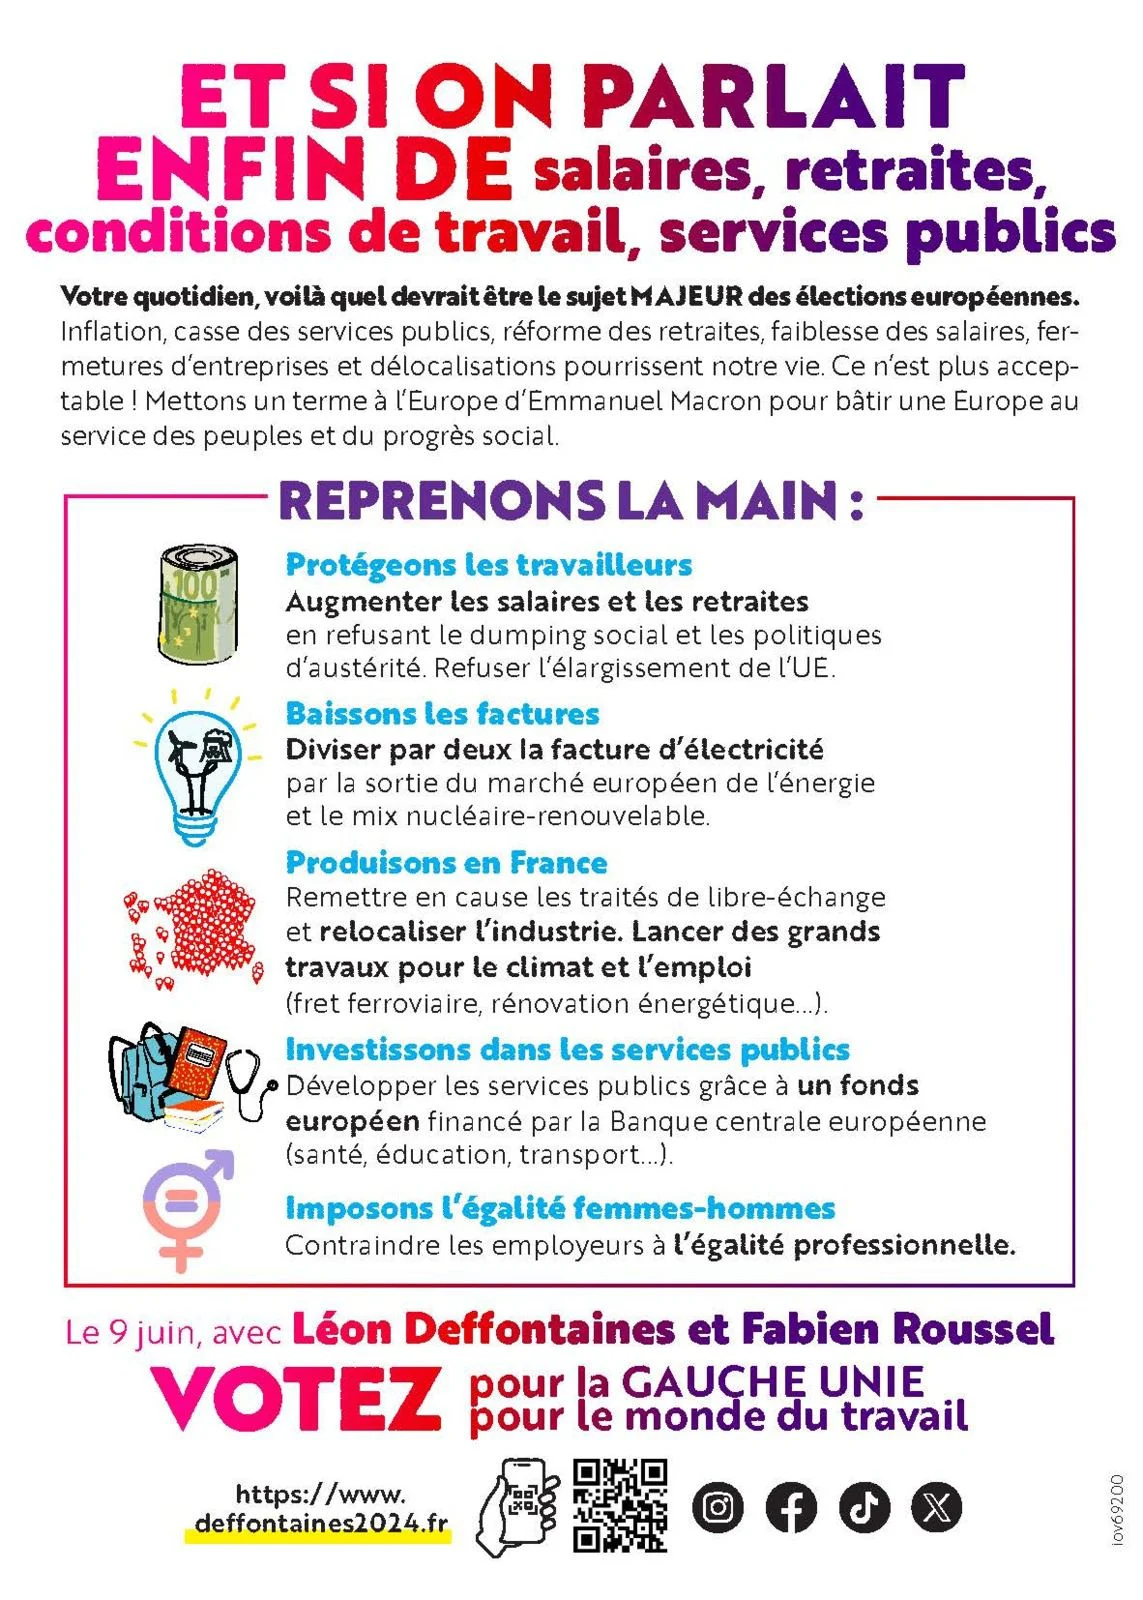 ET SI ON PARLAIT
ENFIN DE salaires, retraites,
conditions de travail, services publics
Votre quotidien, voilà quel devrait être le sujet MAJEUR des élections européennes.
Inflation, casse des services publics, réforme des retraites, faiblesse des salaires, fer-
metures d'entreprises et délocalisations pourrissent notre vie. Ce n'est plus accep-
table ! Mettons un terme à l'Europe d'Emmanuel Macron pour bâtir une Europe au
service des peuples et du progrès social.
REPRENONS LA MAIN :
100
Protégeons les travailleurs
Augmenter les salaires et les retraites
en refusant le dumping social et les politiques
d'austérité. Refuser l'élargissement de l'UE.
Baissons les factures
Diviser par deux la facture d'électricité
par la sortie du marché européen de l'énergie
et le mix nucléaire-renouvelable.
Produisons en France
Remettre en cause les traités de libre-échange
et relocaliser l'industrie. Lancer des grands
travaux pour le climat et l'emploi
(fret ferroviaire, rénovation énergétique...).
Investissons dans les services publics
Développer les services publics grâce à un fonds
européen financé par la Banque centrale européenne
(santé, éducation, transport...).
Imposons l'égalité femmes-hommes
Contraindre les employeurs à l'égalité professionnelle.
Le 9 juin, avec Léon Deffontaines et Fabien Roussel
VOTEZ pour la GAUCHE UNIE
pour le monde du travail
https://www.
deffontaines2024.fr
iov69200